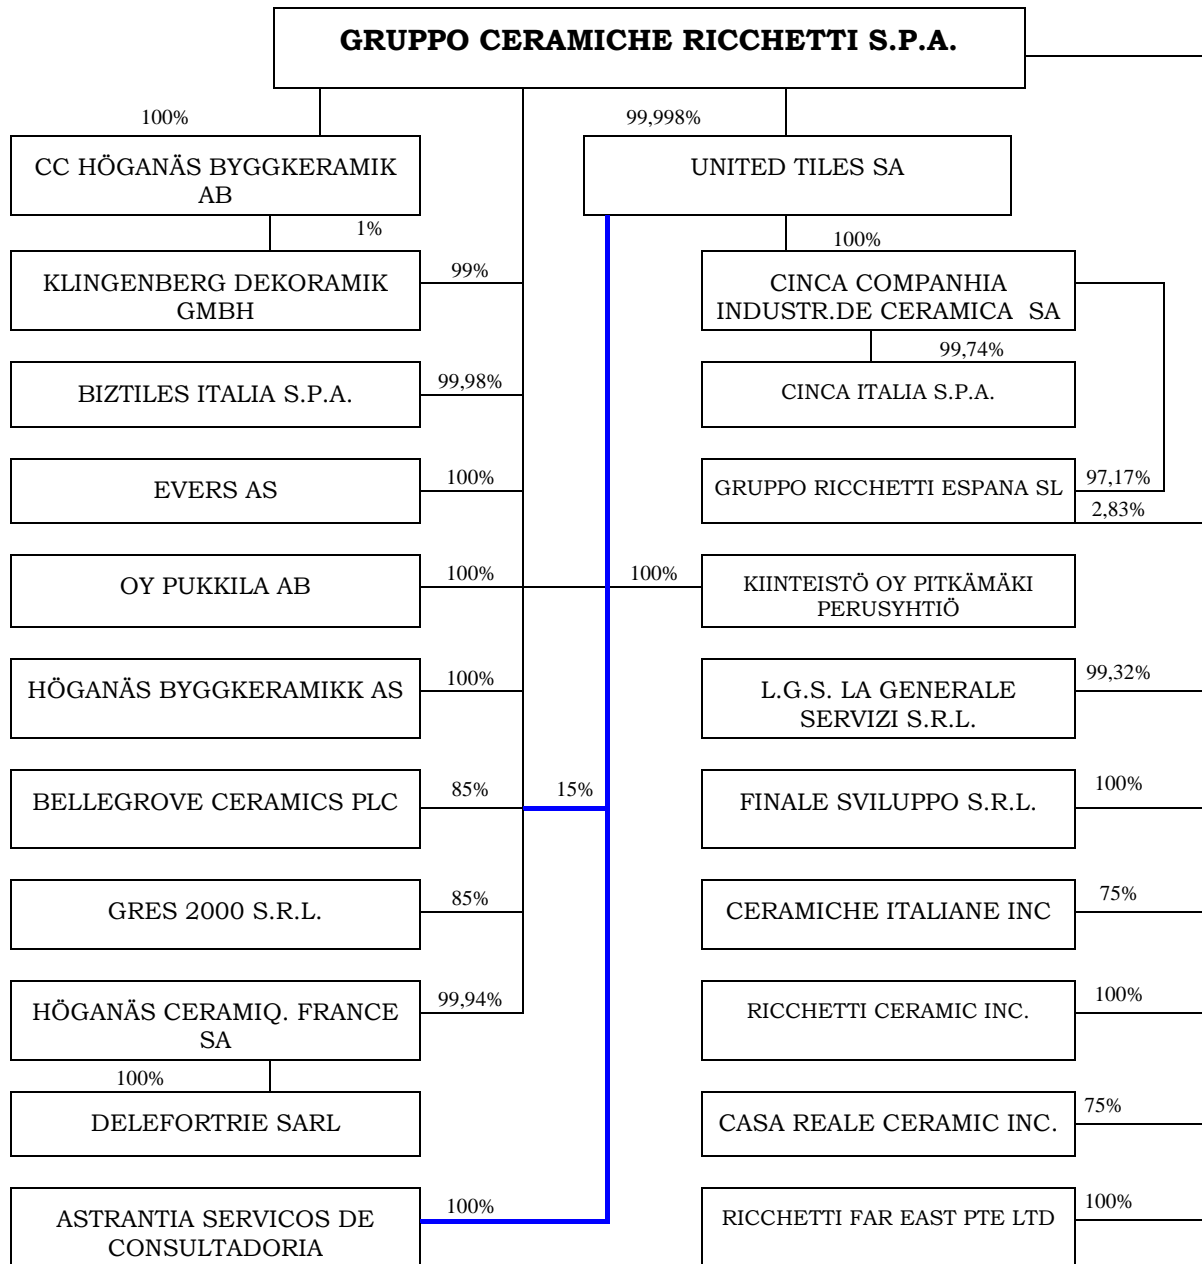 GRUPPO CERAMICHE RICCHETTI S.P.A.
100%
99,998%
CC HÖGANÄS BYGGKERAMIK
AB
UNITED TILES SA
1%
100%
KLINGENBERG DEKORAMIK
GMBH
99%
CINCA COMPANHIA
INDUSTR.DE CERAMICA SA
99,74%
BIZTILES ITALIA S.P.A.
99,98%
CINCA ITALIA S.P.A.
EVERS AS
100%
GRUPPO RICCHETTI ESPANA SL
97,17%
2,83%
OY PUKKILA AB
100%
100%
KIINTEISTÖ OY PITKÄMÄKI
PERUSYHTIÖ
HÖGANÄS BYGGKERAMIKK AS
100%
L.G.S. LA GENERALE
SERVIZI S.R.L.
99,32%
BELLEGROVE CERAMICS PLC
85%
15%
FINALE SVILUPPO S.R.L.
100%
GRES 2000 S.R.L.
85%
CERAMICHE ITALIANE INC
75%
HÖGANÄS CERAMIQ. FRANCE
SA
99,94%
RICCHETTI CERAMIC INC.
100%
100%
DELEFORTRIE SARL
CASA REALE CERAMIC INC.
75%
ASTRANTIA SERVICOS DE
CONSULTADORIA
100%
RICCHETTI FAR EAST PTE LTD
100%